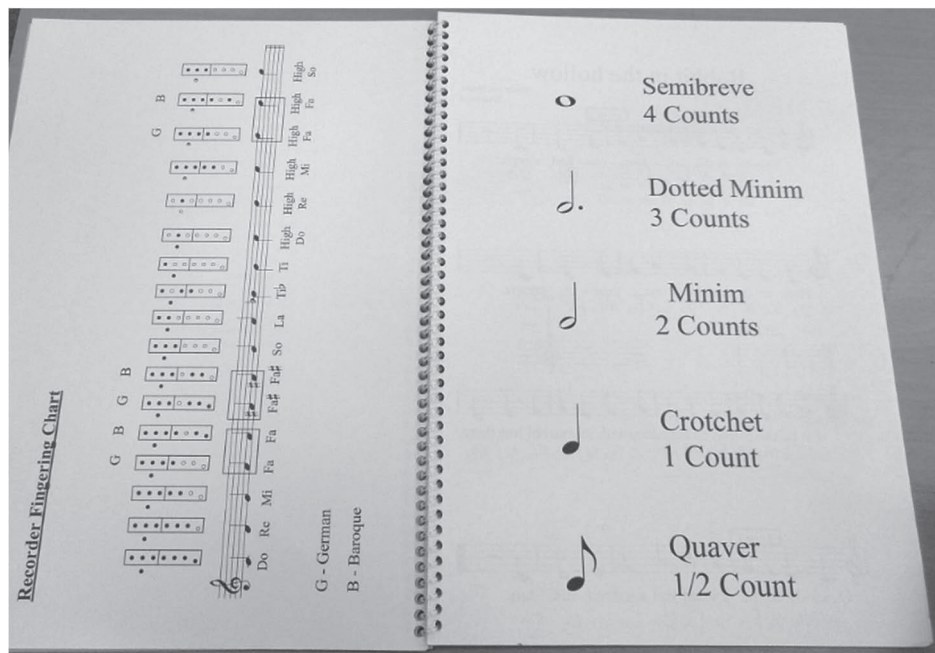 Recorder Fingering Chart
G B G B G B
Do Re Mi Fa Fa Fa# Fa# So La Ti♭ Ti High Do High Re High Mi High Fa High Fa High So
G - German
B - Baroque
Semibreve
4 Counts
Dotted Minim
3 Counts
Minim
2 Counts
Crotchet
1 Count
Quaver
1/2 Count